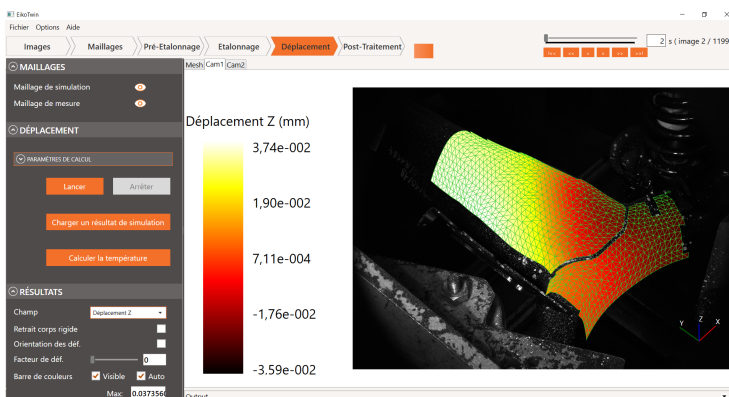 EikoTwin
Fichier Options Aide
Images Maillages Pré-Etalonnage Etalonnage Déplacement Post-Traitement
2 s ( image 2 / 1199
MAILLAGES
Mesh Cam1 Cam2
Maillage de simulation
Maillage de mesure
DÉPLACEMENT
PARAMÈTRES DE CALCUL
Lancer Arrêter
Charger un résultat de simulation
Calculer la température
RÉSULTATS
Champ Déplacement Z
Retrait corps rigide
Orientation des déf.
Facteur de déf. 0
Barre de couleurs Visible Auto
Max: 0.0373560
Déplacement Z (mm)
3,74e-002
1,90e-002
7,11e-004
-1,76e-002
-3.59e-002
Y Z X
Output